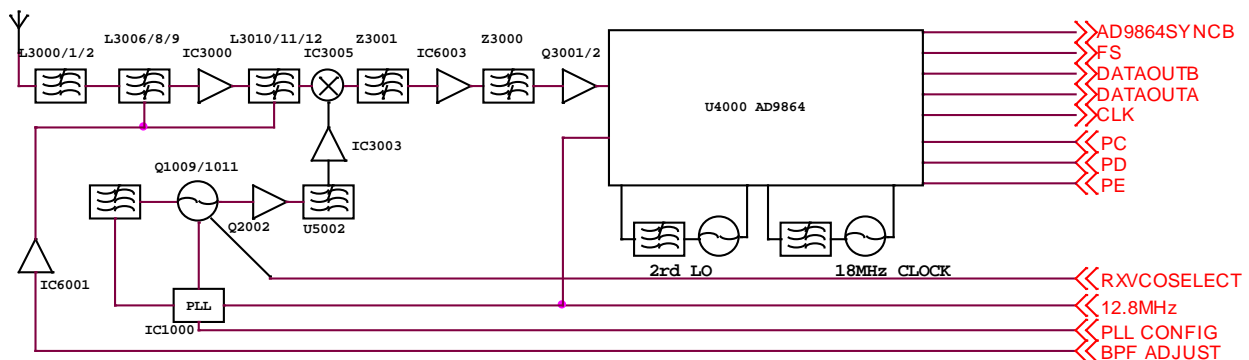 L3000/1/2
L3006/8/9
IC3000
L3010/11/12
IC3005
Z3001
IC6003
Z3000
Q3001/2
U4000 AD9864
AD9864SYNCB
FS
DATAOUTB
DATAOUTA
CLK
PC
PD
PE
IC3003
Q1009/1011
Q2002
U5002
2rd LO
18MHz CLOCK
IC6001
PLL
IC1000
RXVCOSELECT
12.8MHz
PLL CONFIG
BPF ADJUST